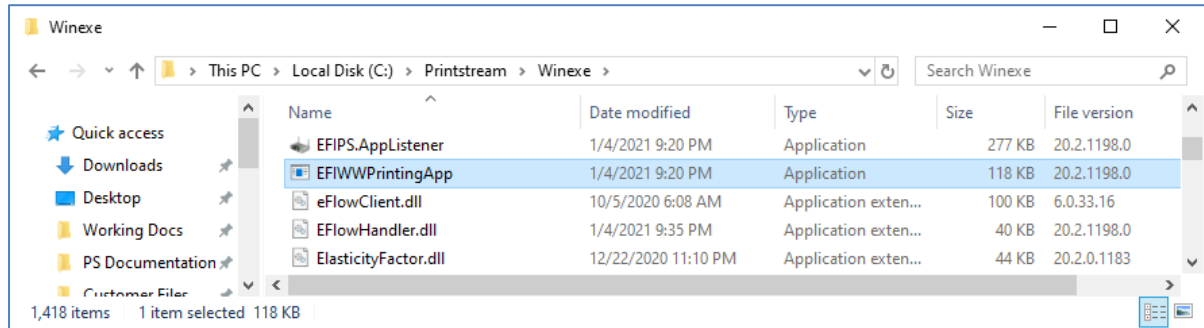 Winexe
This PC > Local Disk (C:) > Printstream > Winexe >
Search Winexe
Name Date modified Type Size File version
Quick access
Downloads
Desktop
Working Docs
PS Documentation
Customer Files
EFIPS.AppListener 1/4/2021 9:20 PM Application 277 KB 20.2.1198.0
EFIWWPrintingApp 1/4/2021 9:20 PM Application 118 KB 20.2.1198.0
eFlowClient.dll 10/5/2020 6:08 AM Application exten... 100 KB 6.0.33.16
EFlowHandler.dll 1/4/2021 9:35 PM Application exten... 40 KB 20.2.1198.0
ElasticityFactor.dll 12/22/2020 11:10 PM Application exten... 44 KB 20.2.0.1183
1,418 items 1 item selected 118 KB